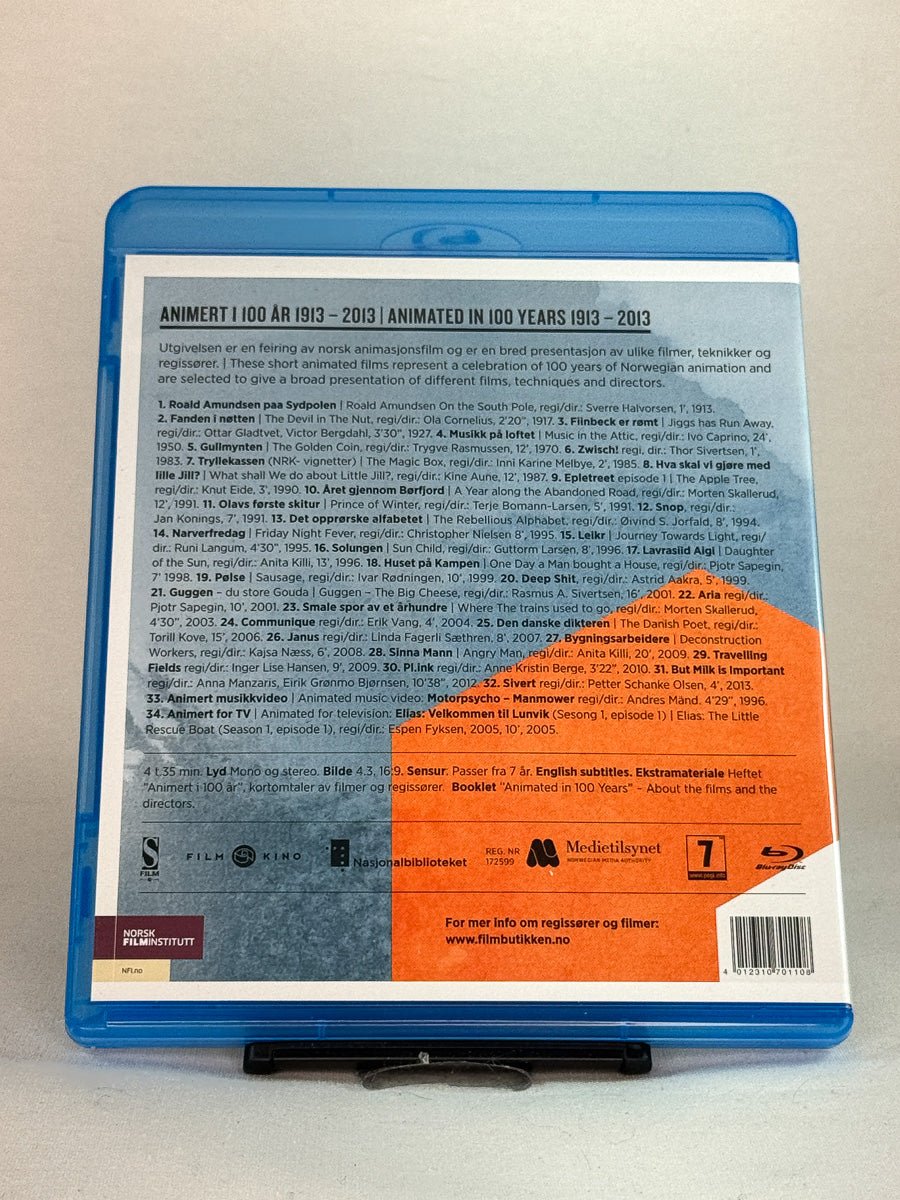 ANIMERT I 100 ÅR 1913 – 2013 | ANIMATED IN 100 YEARS 1913 – 2013
Utgivelsen er en feiring av norsk animasjonsfilm og er en bred presentasjon av ulike filmer, teknikker og
regissører. | These short animated films represent a celebration of 100 years of Norwegian animation and
are selected to give a broad presentation of different films, techniques and directors.
1. Roald Amundsen paa Sydpolen | Roald Amundsen On the South Pole, regi/dir.: Sverre Halvorsen, 1', 1913.
2. Fanden i nøtten | The Devil in The Nut, regi/dir.: Ola Cornelius, 2'20", 1917. 3. Fiinbeck er rømt | Jiggs has Run Away,
regi/dir.: Ottar Gladtvet, Victor Bergdahl, 3'30", 1927. 4. Musikk på loftet | Music in the Attic, regi/dir.: Ivo Caprino, 24',
1950. 5. Gullmynten | The Golden Coin, regi/dir.: Trygve Rasmussen, 12', 1970. 6. Zwisch! regi, dir.: Thor Sivertsen, 1',
1983. 7. Tryllekassen (NRK- vignetter) | The Magic Box, regi/dir.: Inni Karine Melbye, 2', 1985. 8. Hva skal vi gjøre med
lille Jill? | What shall We do about Little Jill?, regi/dir.: Kine Aune, 12', 1987. 9. Epletreet episode 1 | The Apple Tree,
regi/dir.: Knut Eide, 3', 1990. 10. Året gjennom Børfjord | A Year along the Abandoned Road, regi/dir.: Morten Skallerud,
12', 1991. 11. Olavs første skitur | Prince of Winter, regi/dir.: Terje Bomann-Larsen, 5', 1991. 12. Snop, regi/dir.:
Jan Konings, 7', 1991. 13. Det opprørske alfabetet | The Rebellious Alphabet, regi/dir.: Øivind S. Jorfald, 8', 1994.
14. Narverfredag | Friday Night Fever, regi/dir.: Christopher Nielsen 8', 1995. 15. Leikr | Journey Towards Light, regi/
dir.: Runi Langum, 4'30", 1995. 16. Solungen | Sun Child, regi/dir.: Guttorm Larsen, 8', 1996. 17. Lavrasiid Aigi | Daughter
of the Sun, regi/dir.: Anita Killi, 13', 1996. 18. Huset på Kampen | One Day a Man bought a House, regi/dir.: Pjotr Sapegin,
7' 1998. 19. Pølse | Sausage, regi/dir.: Ivar Rødningen, 10', 1999. 20. Deep Shit, regi/dir.: Astrid Aakra, 5', 1999.
21. Guggen – du store Gouda | Guggen – The Big Cheese, regi/dir.: Rasmus A. Sivertsen, 16', 2001. 22. Aria regi/dir.:
Pjotr Sapegin, 10', 2001. 23. Smale spor av et århundre | Where The trains used to go, regi/dir.: Morten Skallerud,
4'30", 2003. 24. Communique regi/dir.: Erik Vang, 4', 2004. 25. Den danske dikteren | The Danish Poet, regi/dir.:
Torill Kove, 15', 2006. 26. Janus regi/dir.: Linda Fagerli Sæthren, 8', 2007. 27. Bygningsarbeidere | Deconstruction
Workers, regi/dir.: Kajsa Næss, 6', 2008. 28. Sinna Mann | Angry Man, regi/dir.: Anita Killi, 20', 2009. 29. Travelling
Fields regi/dir.: Inger Lise Hansen, 9', 2009. 30. Pl.ink regi/dir.: Anne Kristin Berge, 3'22", 2010. 31. But Milk is Important
regi/dir.: Anna Manzaris, Eirik Grønmo Bjørnsen, 10'38", 2012. 32. Sivert regi/dir.: Petter Schanke Olsen, 4', 2013.
33. Animert musikkvideo | Animated music video: Motorpsycho – Manmower regi/dir.: Andres Mänd. 4'29", 1996.
34. Animert for TV | Animated for television: Elias: Velkommen til Lunvik (Sesong 1, episode 1) | Elias: The Little
Rescue Boat (Season 1, episode 1), regi/dir.: Espen Fyksen, 2005, 10', 2005.
4 t.35 min. Lyd Mono og stereo. Bilde 4.3, 16:9. Sensur. Passer fra 7 år. English subtitles. Ekstramateriale Heftet
"Animert i 100 år", kortomtaler av filmer og regissører. Booklet "Animated in 100 Years" – About the films and the
directors.
S FILM
FILM KINO
Nasjonalbiblioteket
REG. NR
172599
Medietilsynet
NORWEGIAN MEDIA AUTHORITY
7
www.pegi.info
Blu-ray Disc
NORSK
FILMINSTITUTT
NFI.no
For mer info om regissører og filmer:
www.filmbutikken.no
4 012310 701108